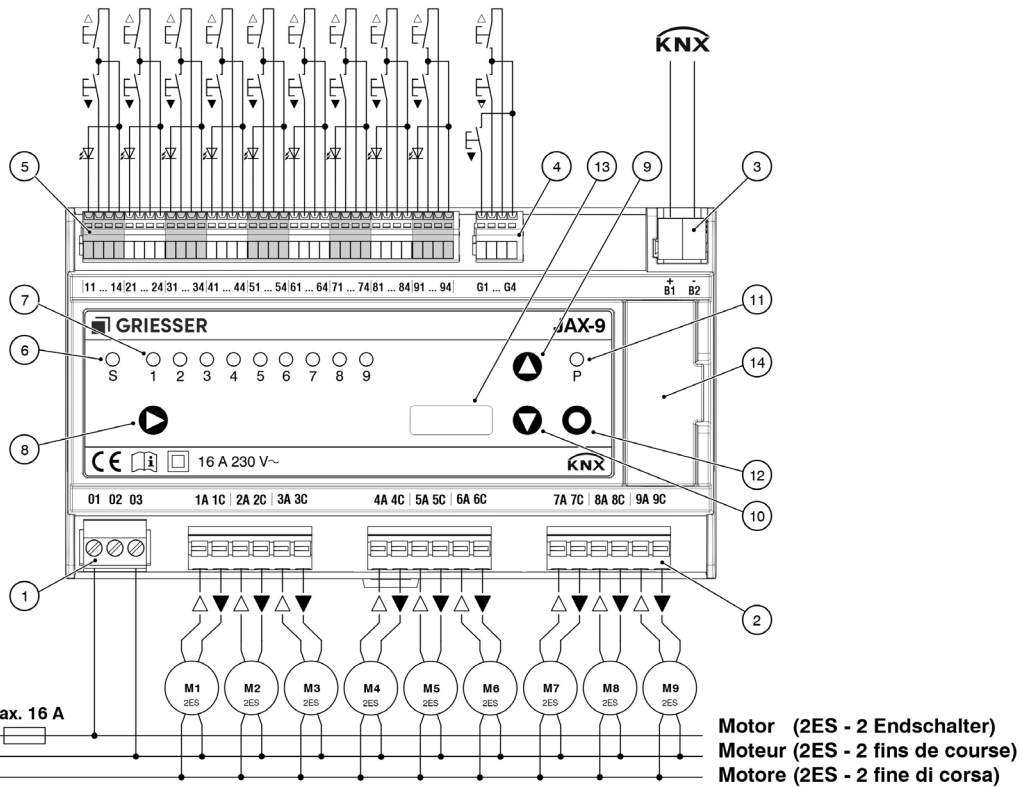 KNX
5
13
4
9
3
11 ... 14 21 ... 24 31 ... 34 41 ... 44 51 ... 54 61 ... 64 71 ... 74 81 ... 84 91 ... 94 G1 ... G4
+ -
B1 B2
7
11
GRIESSER JAX-9
6
S 1 2 3 4 5 6 7 8 9 P
14
8
CE i 16 A 230 V~ KNX
12
10
01 02 03 1A 1C 2A 2C 3A 3C 4A 4C 5A 5C 6A 6C 7A 7C 8A 8C 9A 9C
1
2
M1 M2 M3 M4 M5 M6 M7 M8 M9
2ES 2ES 2ES 2ES 2ES 2ES 2ES 2ES 2ES
ax. 16 A
Motor (2ES - 2 Endschalter)
Moteur (2ES - 2 fins de course)
Motore (2ES - 2 fine di corsa)